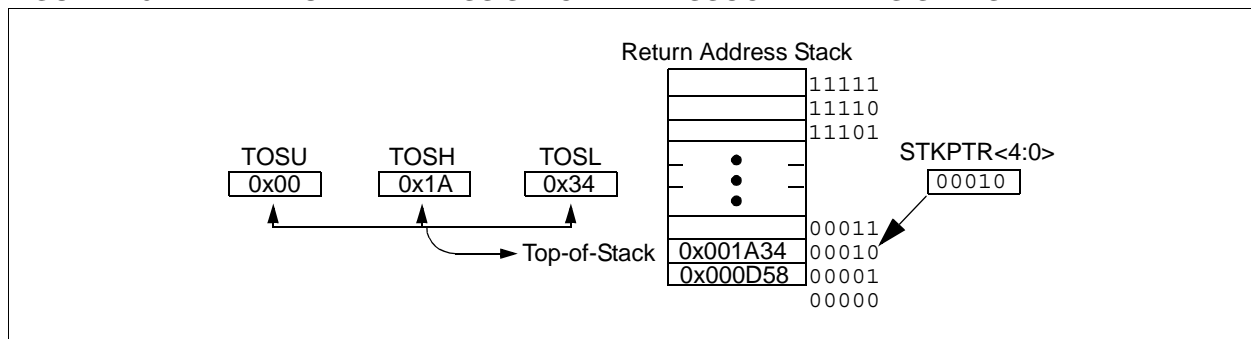 Return Address Stack
11111
11110
11101
TOSU TOSH TOSL STKPTR<4:0>
0x00 0x1A 0x34 00010
00011
Top-of-Stack 0x001A34 00010
0x000D58 00001
00000